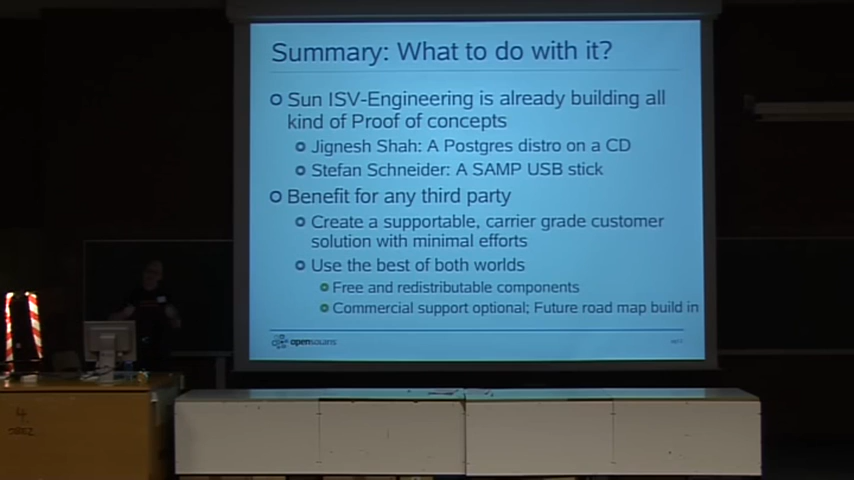 Summary: What to do with it?
Sun ISV-Engineering is already building all
kind of Proof of concepts
Jignesh Shah: A Postgres distro on a CD
Stefan Schneider: A SAMP USB stick
Benefit for any third party
Create a supportable, carrier grade customer
solution with minimal efforts
Use the best of both worlds
Free and redistributable components
Commercial support optional; Future road map build in
opensolaris